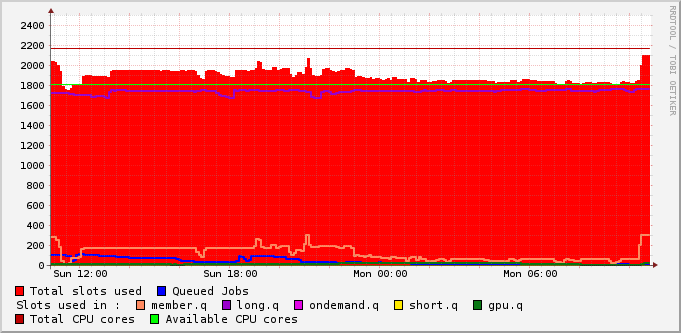 RRDTOOL / TOBI OETIKER
2400
2200
2000
1800
1600
1400
1200
1000
800
600
400
200
0
Sun 12:00 Sun 18:00 Mon 00:00 Mon 06:00
Total slots used Queued Jobs
Slots used in : member.q long.q ondemand.q short.q gpu.q
Total CPU cores Available CPU cores